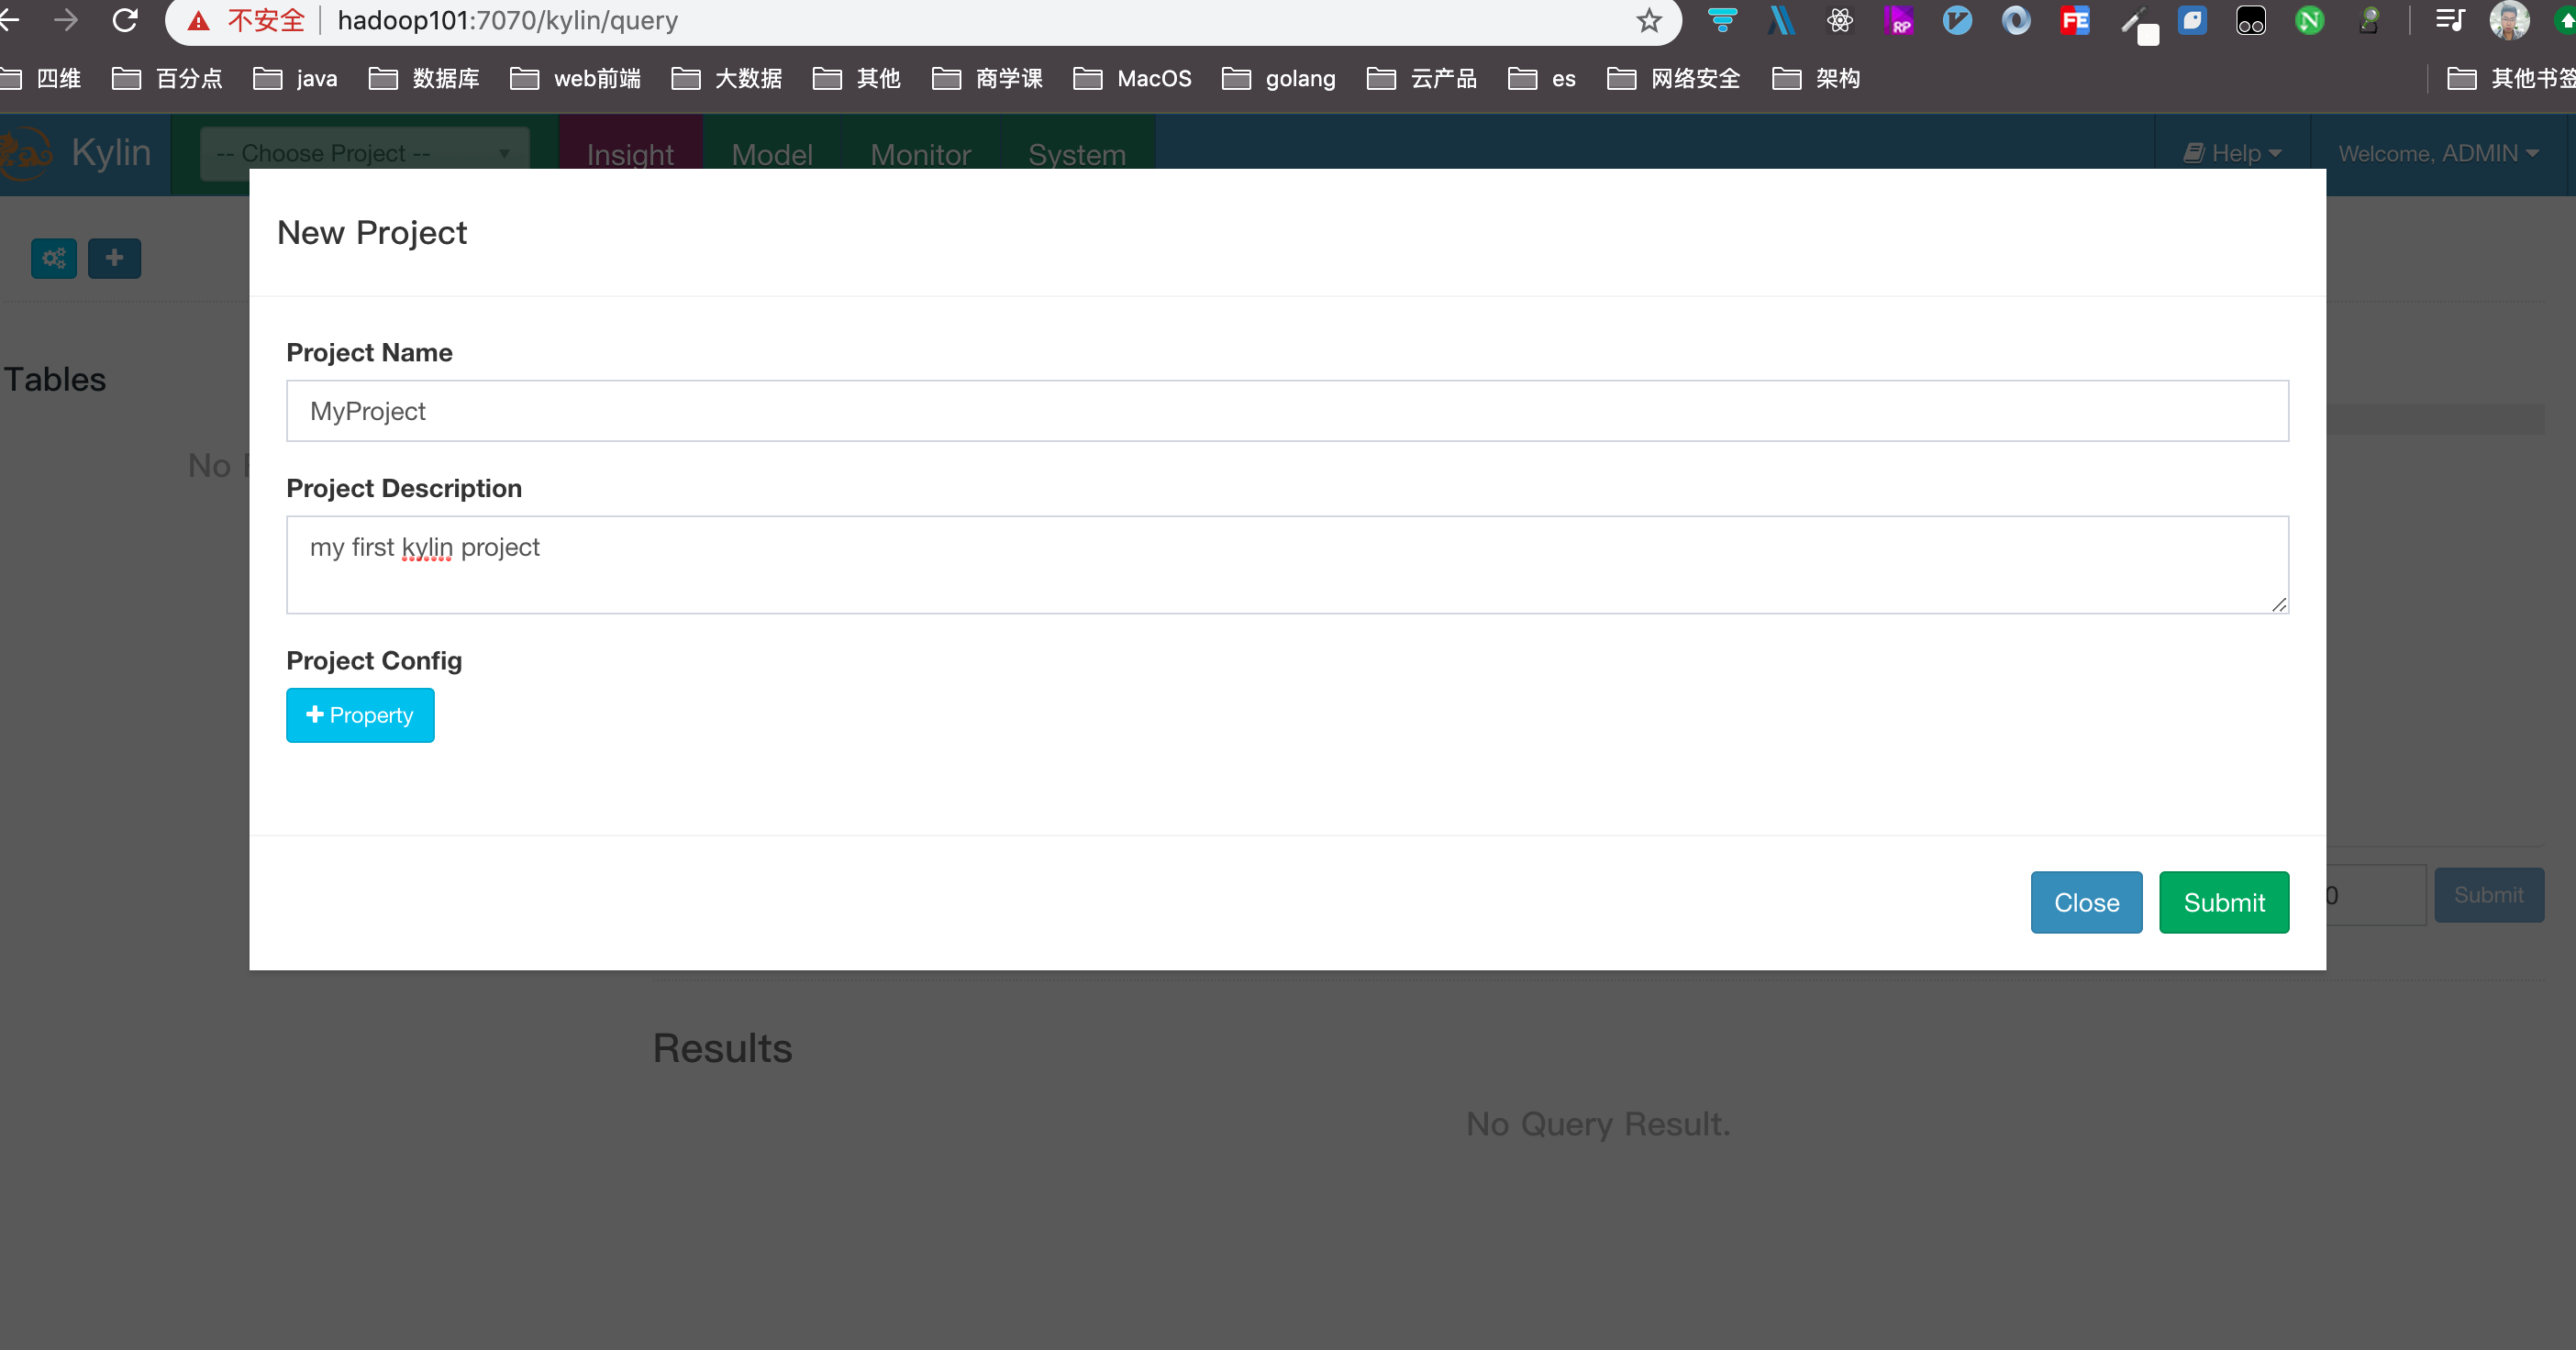 不安全 hadoop101:7070/kylin/query
四维 百分点 java 数据库 web前端 大数据 其他 商学课 MacOS golang 云产品 es 网络安全 架构 其他书签
Kylin -- Choose Project -- Insight Model Monitor System Help Welcome, ADMIN
New Project
Project Name
Tables
MyProject
No
Project Description
my first kylin project
Project Config
Property
Close Submit
0 Submit
Results
No Query Result.